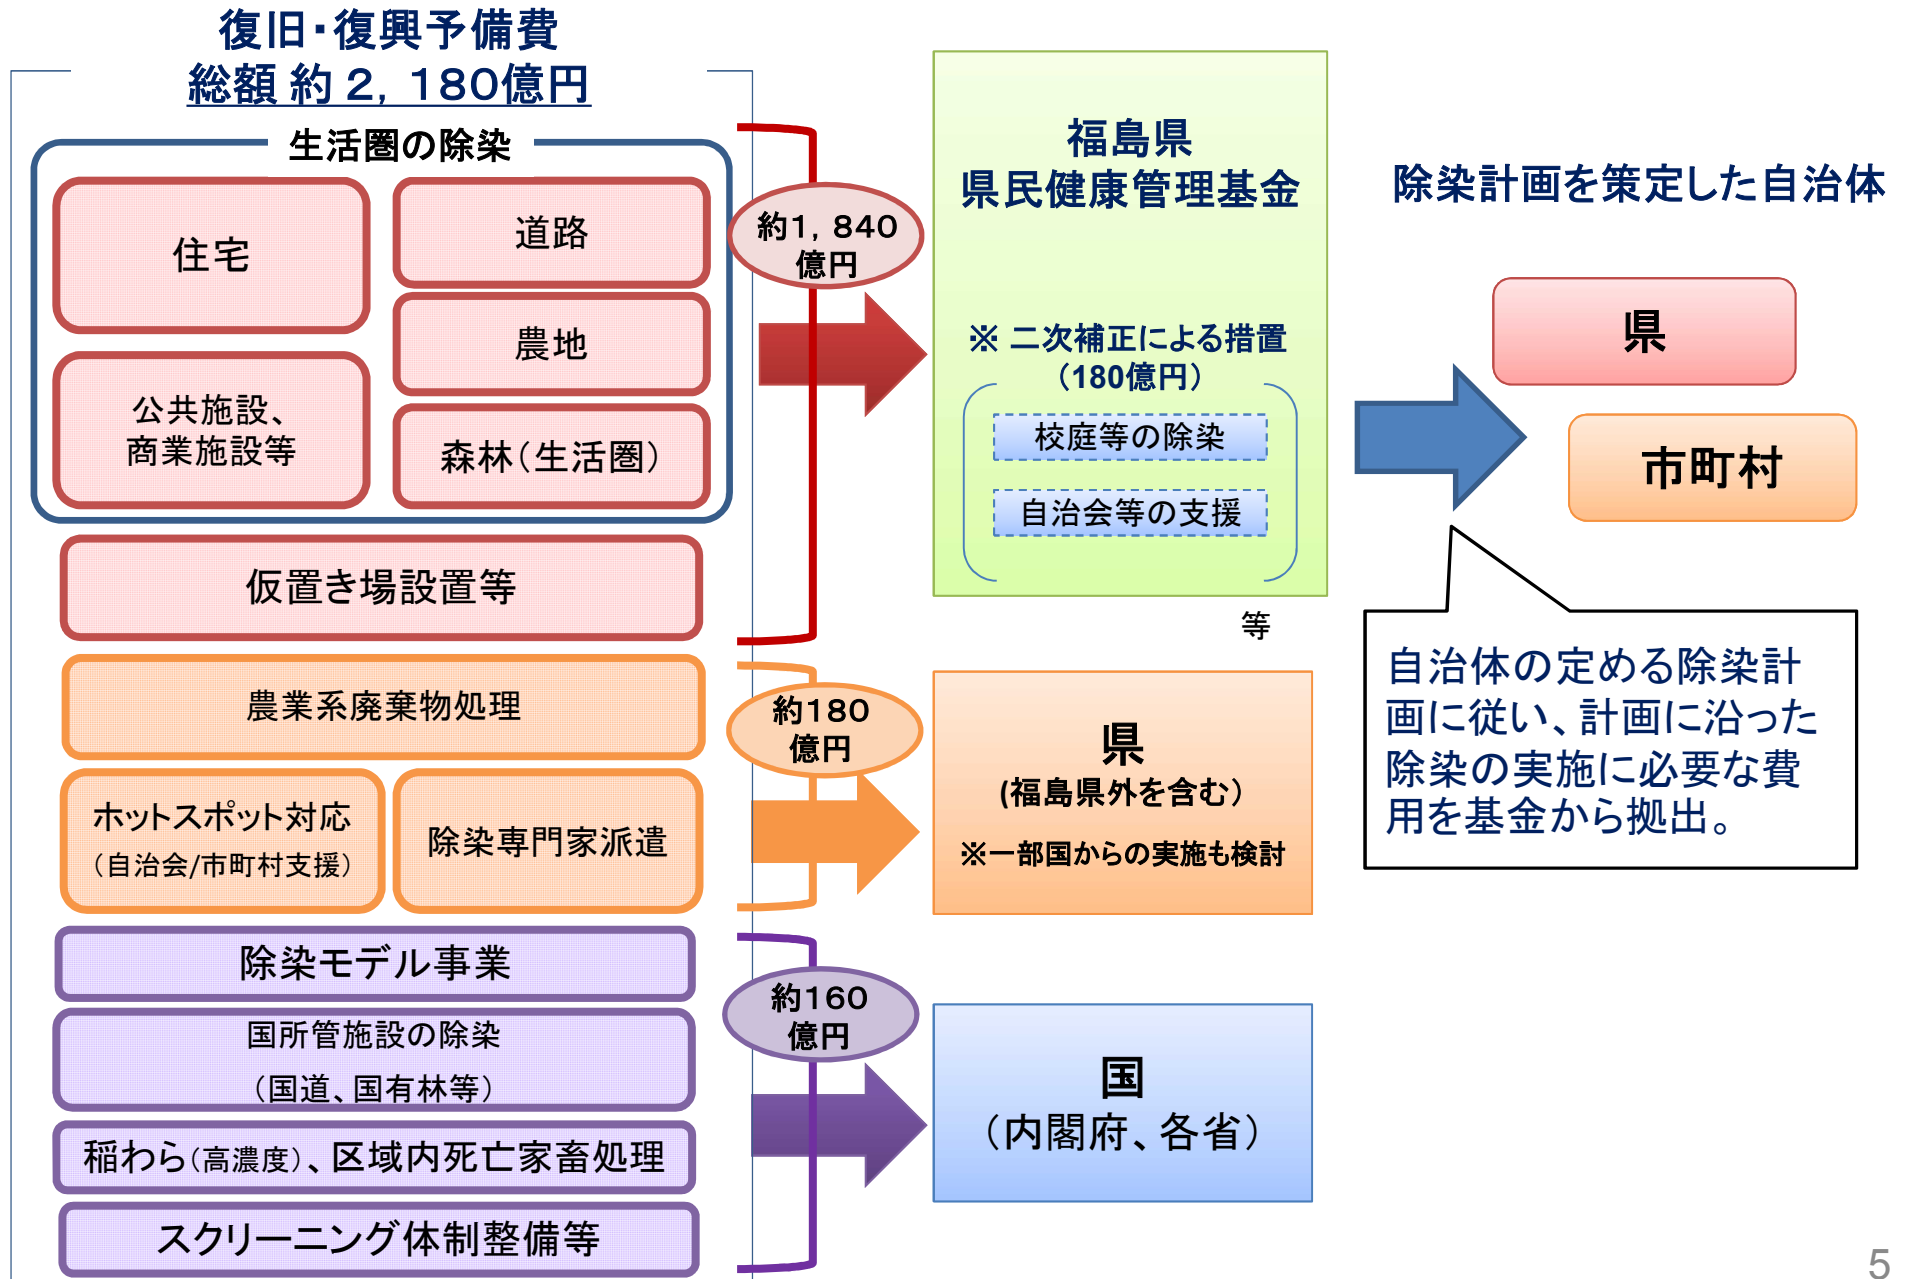 復旧・復興予備費
総額 約２，１８０億円
生活圏の除染
住宅
道路
農地
公共施設、
商業施設等
森林（生活圏）
仮置き場設置等
農業系廃棄物処理
ホットスポット対応
（自治会/市町村支援）
除染専門家派遣
除染モデル事業
国所管施設の除染
（国道、国有林等）
稲わら（高濃度）、区域内死亡家畜処理
スクリーニング体制整備等
約１，８４０
億円
約１８０
億円
約１６０
億円
福島県
県民健康管理基金
※ 二次補正による措置
（180億円）
校庭等の除染
自治会等の支援
等
県
(福島県外を含む）
※一部国からの実施も検討
国
（内閣府、各省）
除染計画を策定した自治体
県
市町村
自治体の定める除染計
画に従い、計画に沿った
除染の実施に必要な費
用を基金から拠出。
5